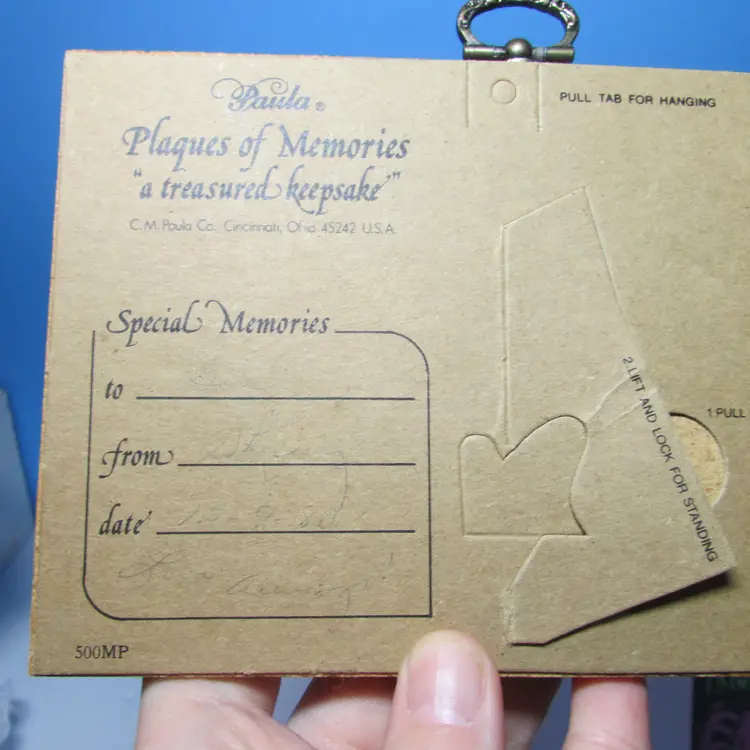 Paula®
Plaques of Memories
"a treasured keepsake"
C.M. Paula Co. Cincinnati, Ohio 45242 U.S.A.
PULL TAB FOR HANGING
Special Memories
to
from
date
500MP
1 PULL
2 LIFT AND LOCK FOR STANDING